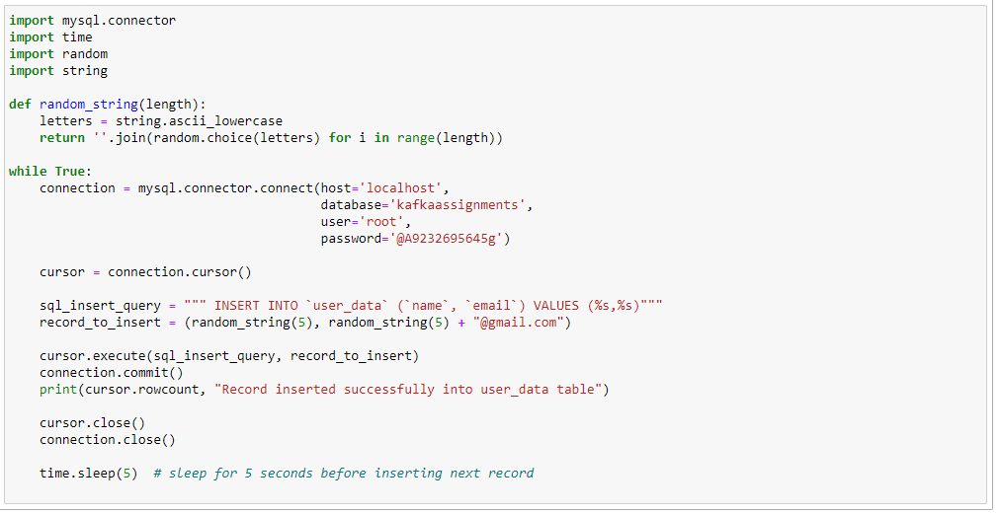 import mysql.connector
import time
import random
import string

def random_string(length):
    letters = string.ascii_lowercase
    return ''.join(random.choice(letters) for i in range(length))

while True:
    connection = mysql.connector.connect(host='localhost',
                                         database='kafkaassignments',
                                         user='root',
                                         password='@A9232695645g')

    cursor = connection.cursor()

    sql_insert_query = """ INSERT INTO `user_data` (`name`, `email`) VALUES (%s,%s)"""
    record_to_insert = (random_string(5), random_string(5) + "@gmail.com")

    cursor.execute(sql_insert_query, record_to_insert)
    connection.commit()
    print(cursor.rowcount, "Record inserted successfully into user_data table")

    cursor.close()
    connection.close()

    time.sleep(5)  # sleep for 5 seconds before inserting next record